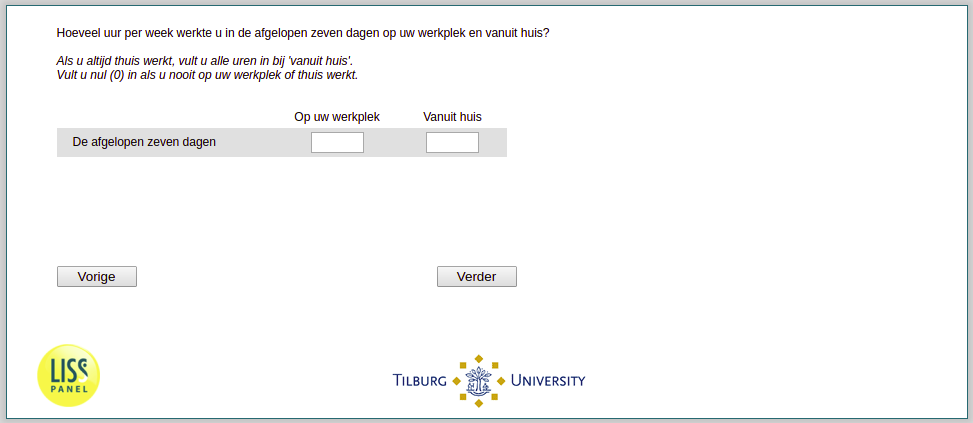 Hoeveel uur per week werkte u in de afgelopen zeven dagen op uw werkplek en vanuit huis?
Als u altijd thuis werkt, vult u alle uren in bij 'vanuit huis'.
Vult u nul (0) in als u nooit op uw werkplek of thuis werkt.
Op uw werkplek Vanuit huis
De afgelopen zeven dagen
Vorige Verder
LISS
PANEL
TILBURG UNIVERSITY